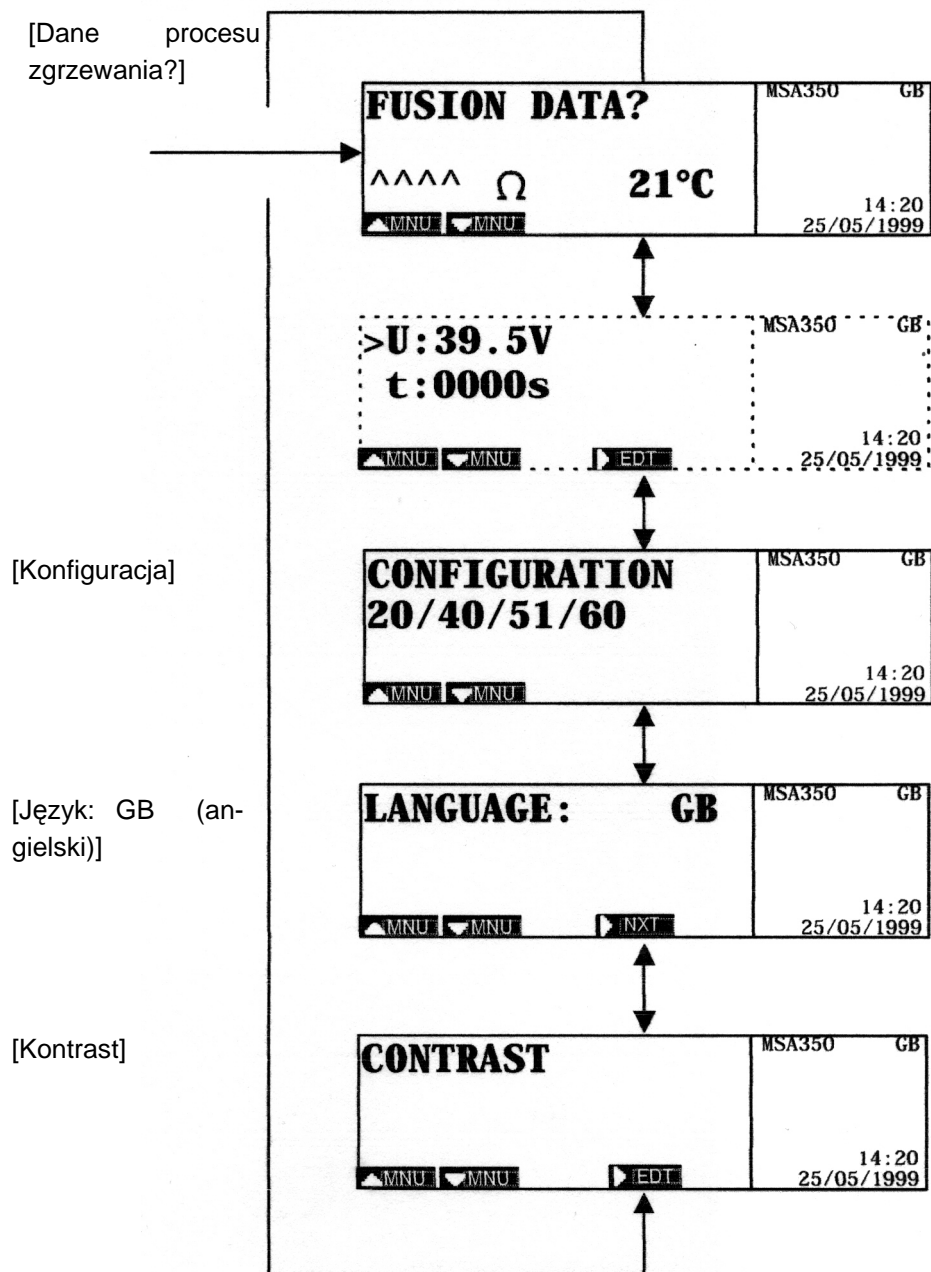 [Dane procesu
zgrzewania?]
FUSION DATA?
^^^^ Ω 21°C
MNU MNU
MSA350 GB
14:20
25/05/1999
>U:39.5V
t:0000s
MNU MNU EDT
MSA350 GB
14:20
25/05/1999
[Konfiguracja]
CONFIGURATION
20/40/51/60
MNU MNU
MSA350 GB
14:20
25/05/1999
[Język: GB (an-
gielski)]
LANGUAGE: GB
MNU MNU NXT
MSA350 GB
14:20
25/05/1999
[Kontrast]
CONTRAST
MNU MNU EDT
MSA350 GB
14:20
25/05/1999